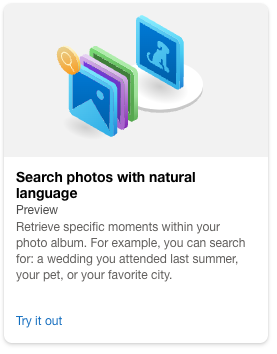 Search photos with natural
language
Preview
Retrieve specific moments within your
photo album. For example, you can search
for: a wedding you attended last summer,
your pet, or your favorite city.
Try it out